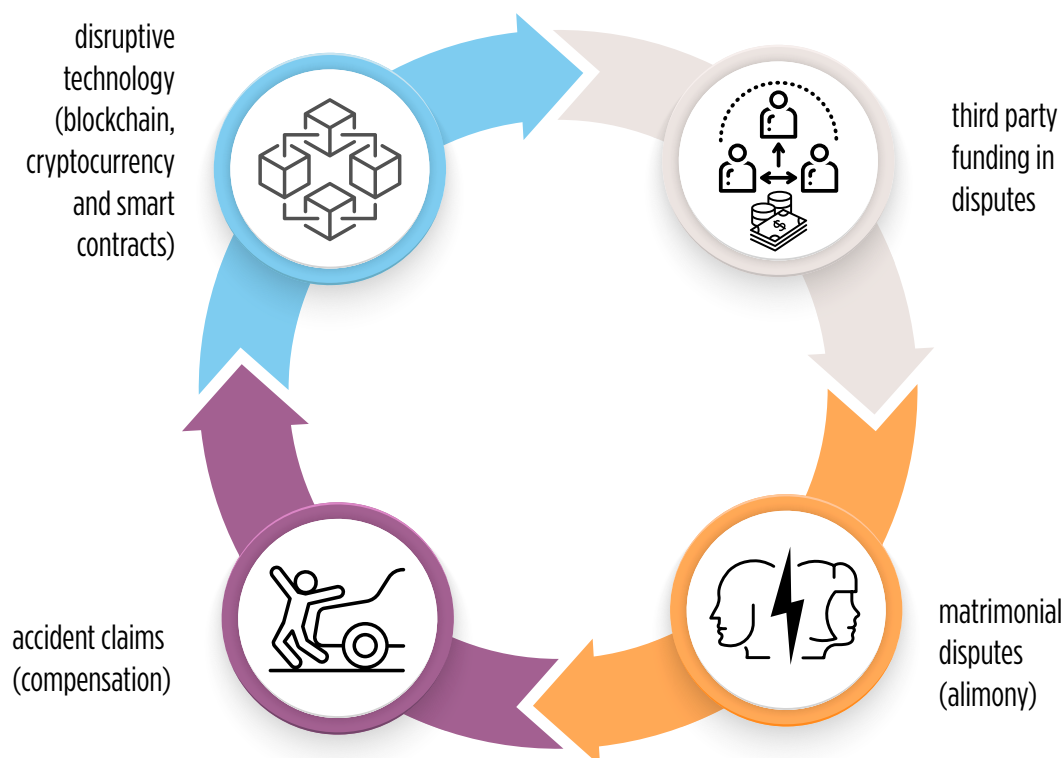 disruptive
technology
(blockchain,
cryptocurrency
and smart
contracts)
third party
funding in
disputes
$
matrimonial
disputes
(alimony)
accident claims
(compensation)